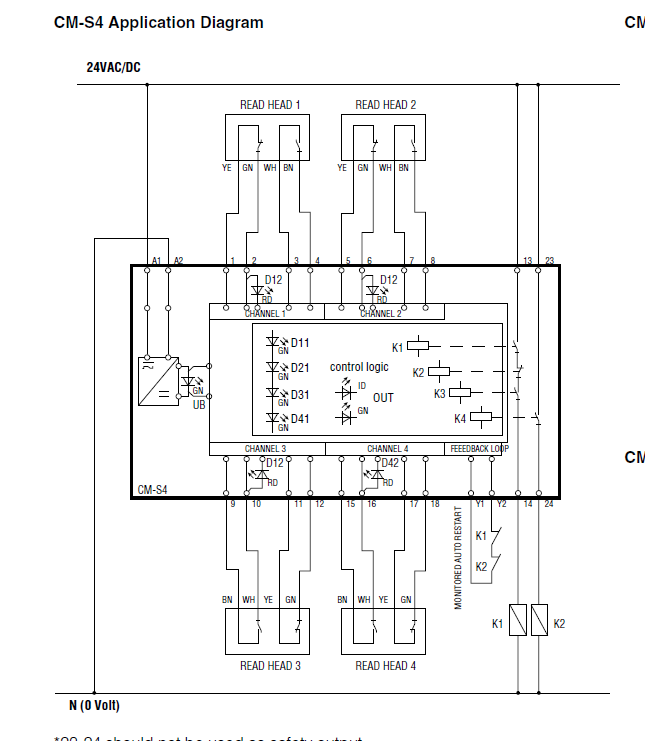 CM-S4 Application Diagram
CM
24VAC/DC
READ HEAD 1
READ HEAD 2
YE GN WH BN
YE GN WH BN
A1 A2 1 2 3 4 5 6 7 8 13 23
D12
RD
D12
RD
CHANNEL 1
CHANNEL 2
D11
GN
D21
GN
D31
GN
D41
GN
control logic
ID
OUT
GN
K1
K2
K3
K4
GN
UB
CHANNEL 3
CHANNEL 4
FEEEDBACK LOOP
D12
RD
D42
RD
CM-S4
CM
9 10 11 12 15 16 17 18 Y1 Y2 14 24
MONITORED AUTO RESTART
K1
K2
BN WH YE GN
BN WH YE GN
K1
K2
READ HEAD 3
READ HEAD 4
N (0 Volt)